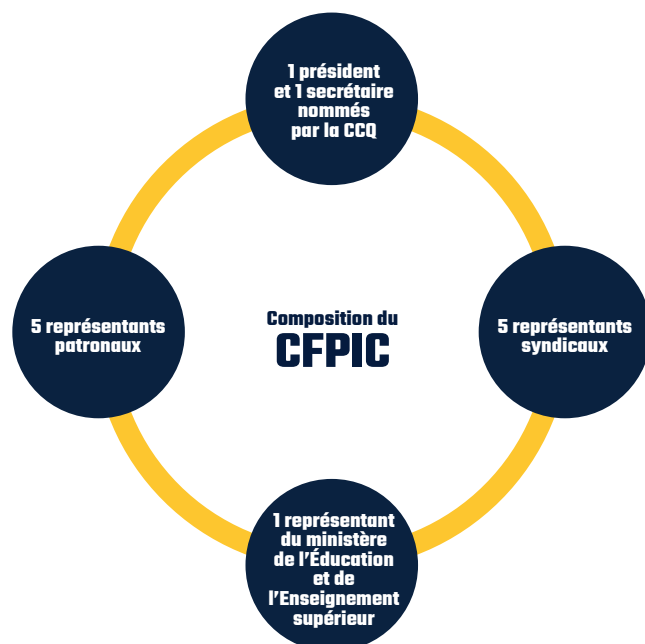 1 président
et 1 secrétaire
nommés
par la CCQ
5 représentants
patronaux
Composition du
CFPIC
5 représentants
syndicaux
1 représentant
du ministère
de l'Éducation
et de
l'Enseignement
supérieur